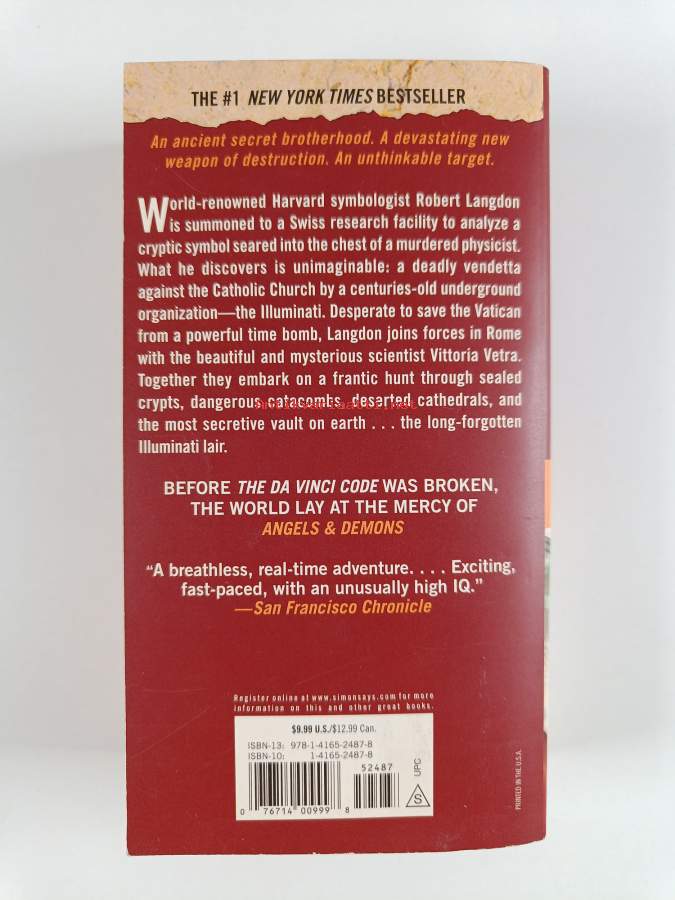 THE #1 NEW YORK TIMES BESTSELLER
An ancient secret brotherhood. A devastating new
weapon of destruction. An unthinkable target.
World-renowned Harvard symbologist Robert Langdon
is summoned to a Swiss research facility to analyze a
cryptic symbol seared into the chest of a murdered physicist.
What he discovers is unimaginable: a deadly vendetta
against the Catholic Church by a centuries-old underground
organization—the Illuminati. Desperate to save the Vatican
from a powerful time bomb, Langdon joins forces in Rome
with the beautiful and mysterious scientist Vittoria Vetra.
Together they embark on a frantic hunt through sealed
crypts, dangerous catacombs, deserted cathedrals, and
the most secretive vault on earth . . . the long-forgotten
Illuminati lair.
BEFORE THE DA VINCI CODE WAS BROKEN,
THE WORLD LAY AT THE MERCY OF
ANGELS & DEMONS
“A breathless, real-time adventure. . . . Exciting,
fast-paced, with an unusually high IQ.”
—San Francisco Chronicle
Register online at www.simonsays.com for more
information on this and other great books.
$9.99 U.S./$12.99 Can.
ISBN-13: 978-1-4165-2487-8
ISBN-10: 1-4165-2487-8
52487
0 76714 00999 8
S
UPC
PRINTED IN THE U.S.A.